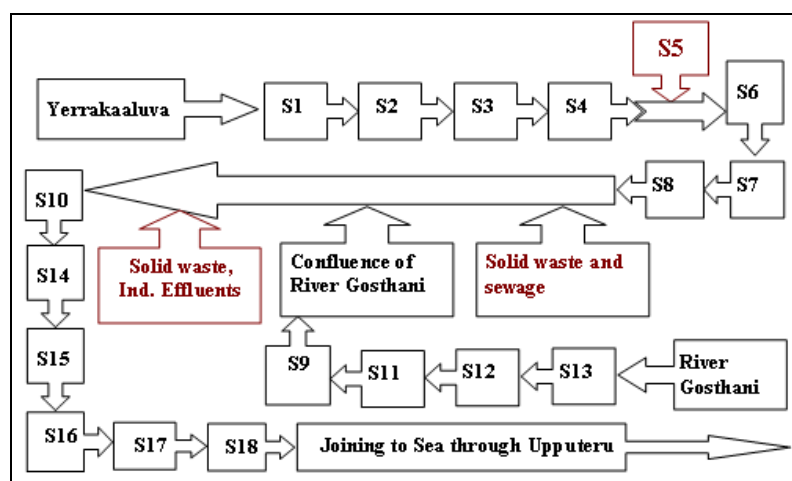 S5
Yerrakaaluva
S1
S2
S3
S4
S6
S10
S8
S7
Solid waste,
Ind. Effluents
Confluence of
River Gosthani
Solid waste and
sewage
S14
S15
S9
S11
S12
S13
River
Gosthani
S16
S17
S18
Joining to Sea through Upputeru